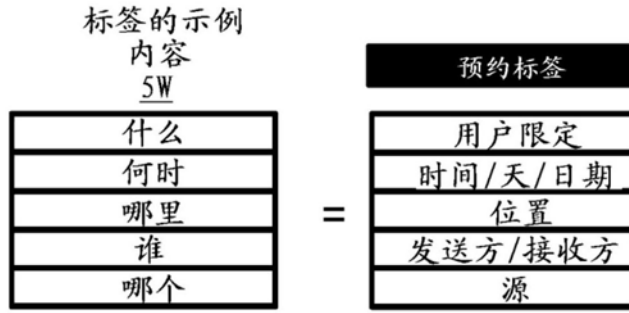 标签的示例
内容
5W
预约标签
什么
用户限定
何时
时间/天/日期
哪里
=
位置
谁
发送方/接收方
哪个
源